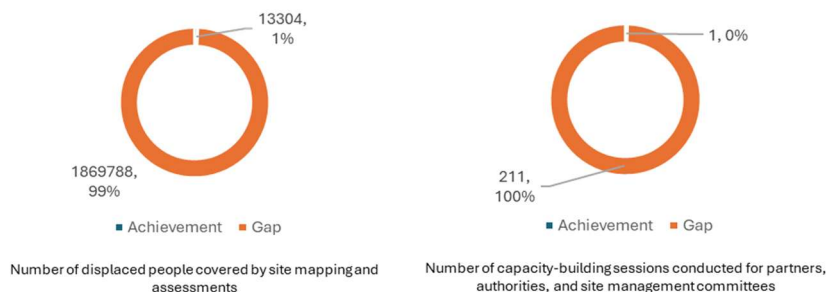 13304,
1%
1869788,
99%
Achievement Gap
Number of displaced people covered by site mapping and
assessments
1, 0%
211,
100%
Achievement Gap
Number of capacity-building sessions conducted for partners,
authorities, and site management committees